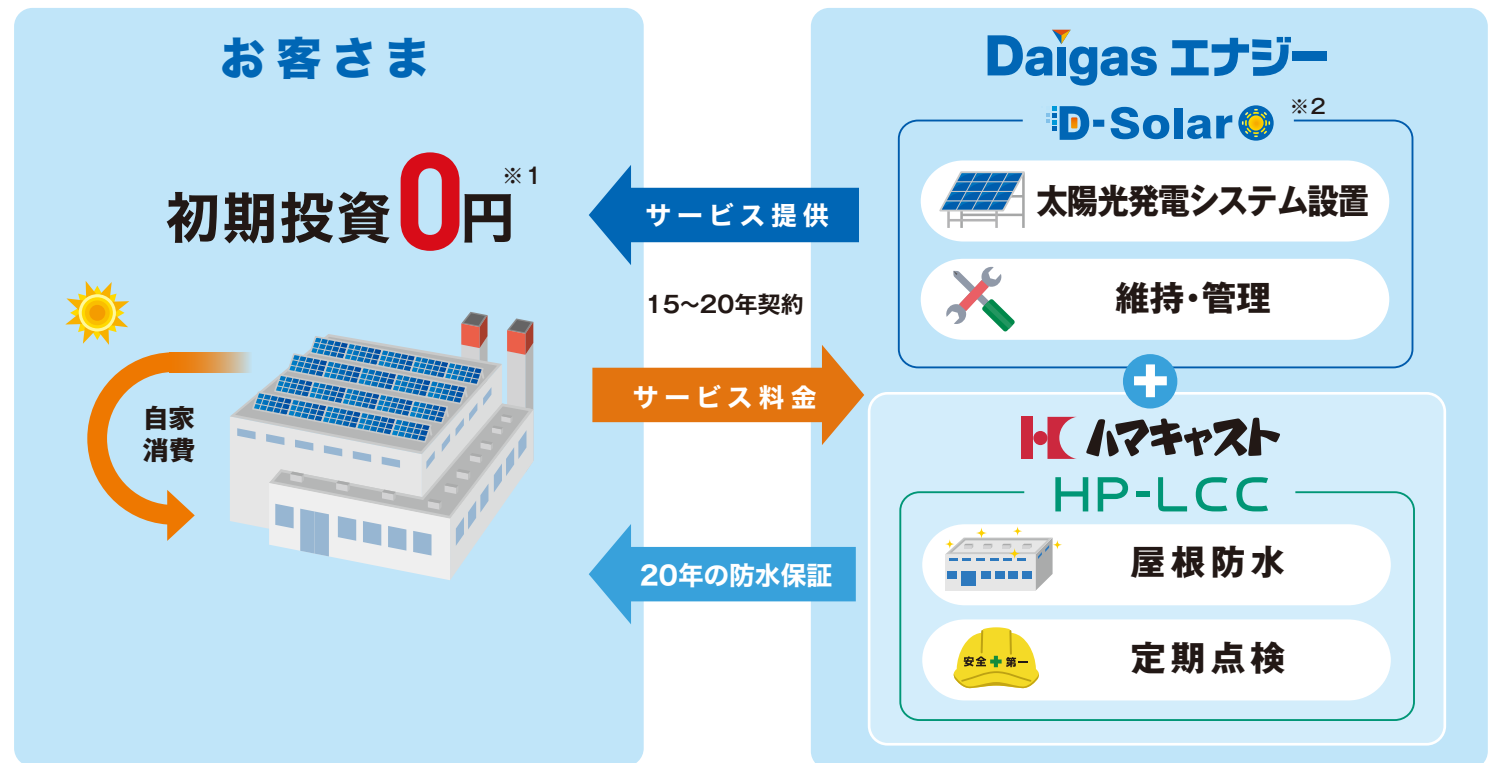 お客さま
初期投資0円※1
自家
消費
サービス提供
15〜20年契約
サービス料金
20年の防水保証
Daigas エナジー
D-Solar ※2
太陽光発電システム設置
維持・管理
ハマキャスト
HP-LCC
屋根防水
安全 第一
定期点検